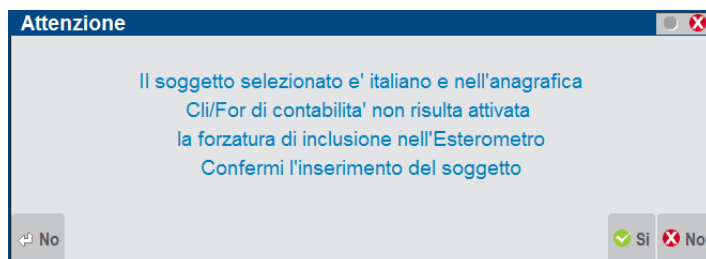 Attenzione
Il soggetto selezionato e' italiano e nell'anagrafica
Cli/For di contabilita' non risulta attivata
la forzatura di inclusione nell'Esterometro
Confermi l'inserimento del soggetto
No
Si
No